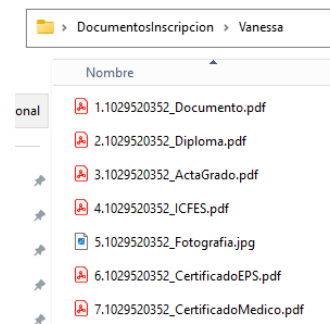 DocumentosInscripcion > Vanessa
Nombre
onal
1.1029520352_Documento.pdf
2.1029520352_Diploma.pdf
3.1029520352_ActaGrado.pdf
4.1029520352_ICFES.pdf
5.1029520352_Fotografia.jpg
6.1029520352_CertificadoEPS.pdf
7.1029520352_CertificadoMedico.pdf